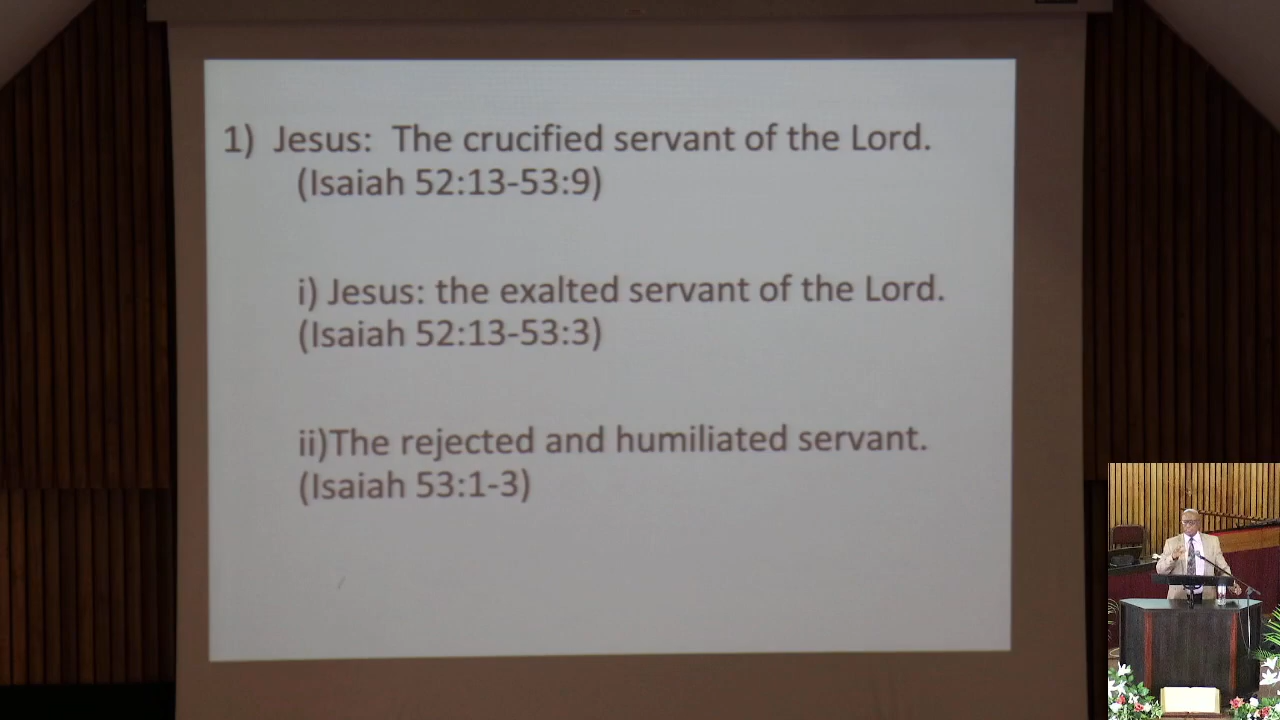 1) Jesus: The crucified servant of the Lord.
(Isaiah 52:13-53:9)
i) Jesus: the exalted servant of the Lord.
(Isaiah 52:13-53:3)
ii)The rejected and humiliated servant.
(Isaiah 53:1-3)